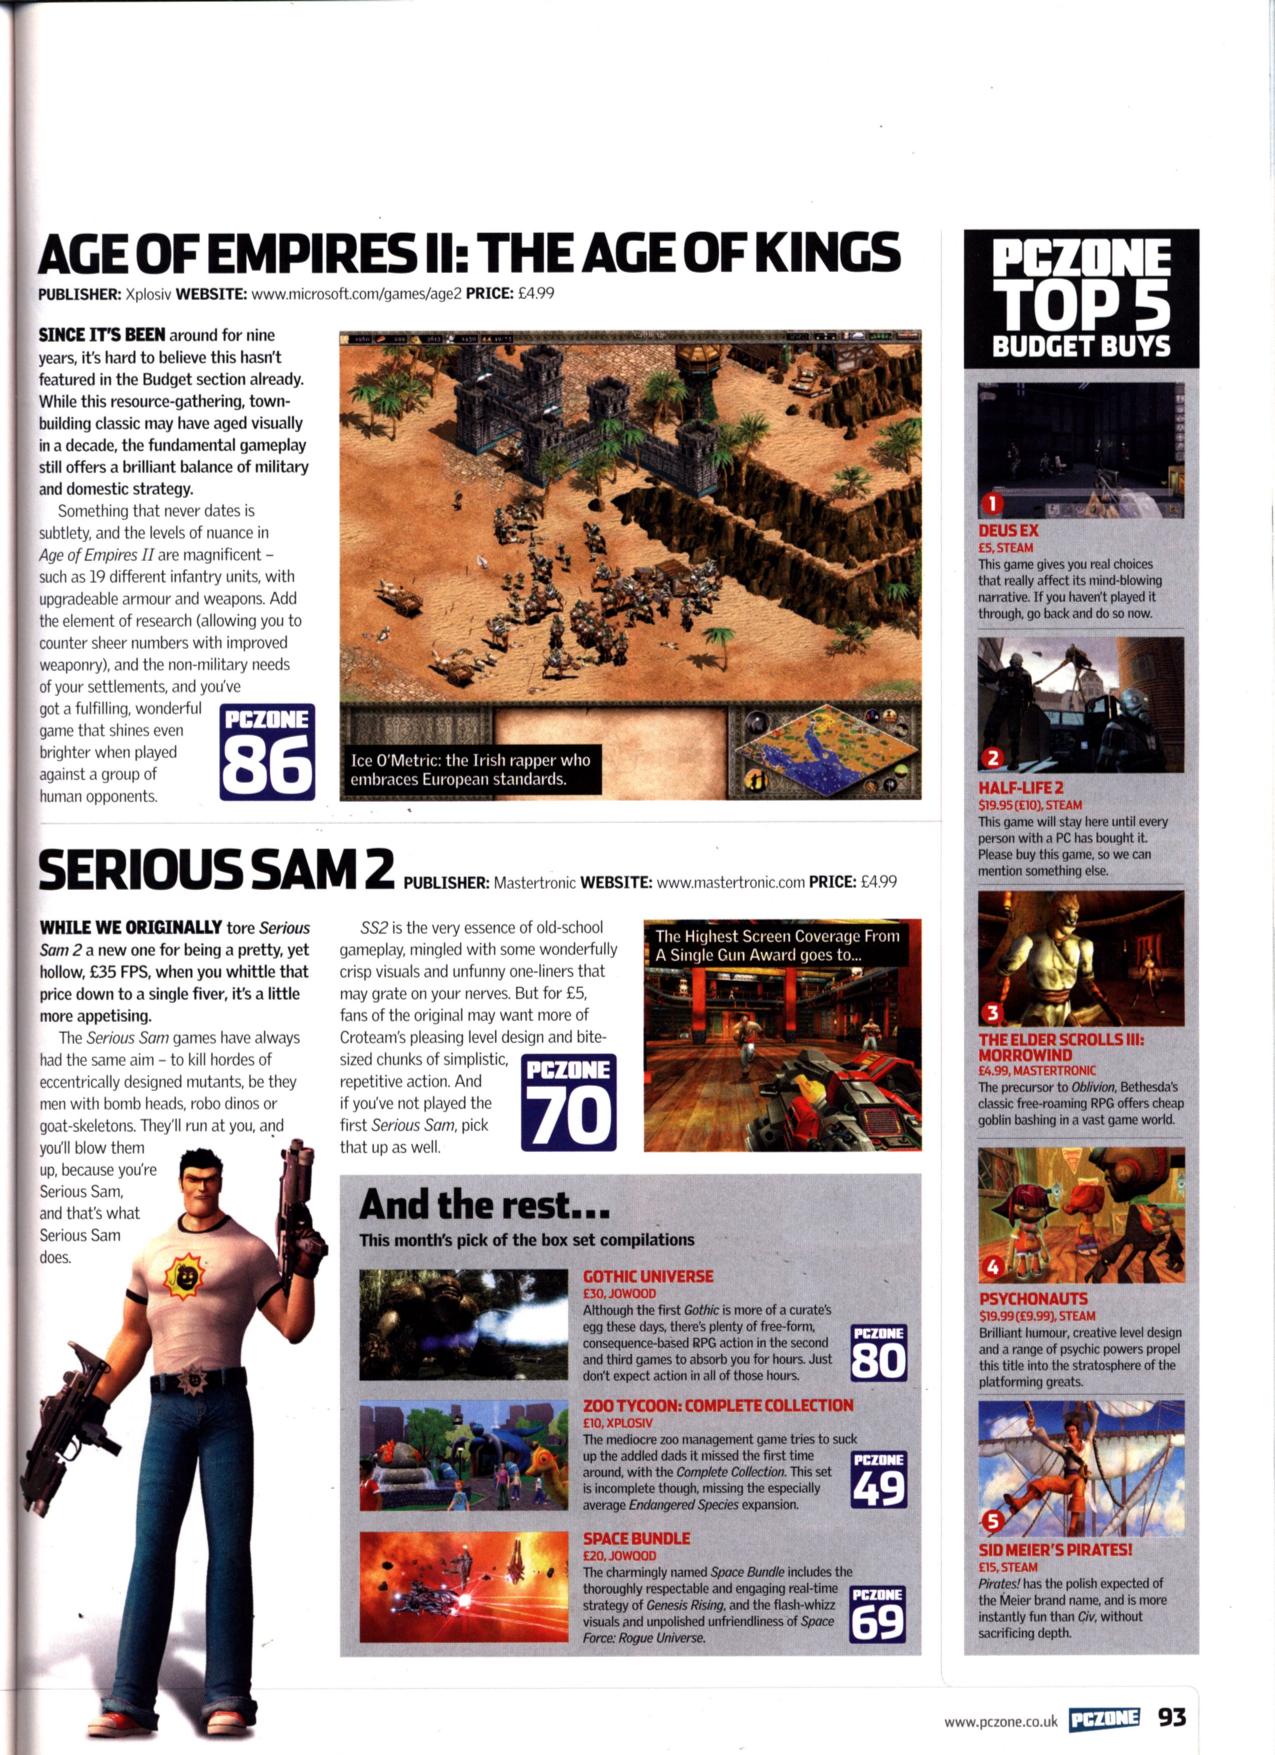 AGE OF EMPIRES II: THE AGE OF KINGS
PUBLISHER: Xplosiv WEBSITE: www.microsoft.com/games/age2 PRICE: £4.99
SINCE IT'S BEEN around for nine
years, it's hard to believe this hasn't
featured in the Budget section already.
While this resource-gathering, town-
building classic may have aged visually
in a decade, the fundamental gameplay
still offers a brilliant balance of military
and domestic strategy.
Something that never dates is
subtlety, and the levels of nuance in
Age of Empires II are magnificent –
such as 19 different infantry units, with
upgradeable armour and weapons. Add
the element of research (allowing you to
counter sheer numbers with improved
weaponry), and the non-military needs
of your settlements, and you've
got a fulfilling, wonderful
game that shines even
brighter when played
against a group of
human opponents.
PCZONE
86
Ice O'Metric: the Irish rapper who
embraces European standards.
SERIOUS SAM 2 PUBLISHER: Mastertronic WEBSITE: www.mastertronic.com PRICE: £4.99
WHILE WE ORIGINALLY tore Serious
Sam 2 a new one for being a pretty, yet
hollow, £35 FPS, when you whittle that
price down to a single fiver, it's a little
more appetising.
The Serious Sam games have always
had the same aim – to kill hordes of
eccentrically designed mutants, be they
men with bomb heads, robo dinos or
goat-skeletons. They'll run at you, and
you'll blow them
up, because you're
Serious Sam,
and that's what
Serious Sam
does.
SS2 is the very essence of old-school
gameplay, mingled with some wonderfully
crisp visuals and unfunny one-liners that
may grate on your nerves. But for £5,
fans of the original may want more of
Croteam's pleasing level design and bite-
sized chunks of simplistic,
repetitive action. And
if you've not played the
first Serious Sam, pick
that up as well.
PCZONE
70
The Highest Screen Coverage From
A Single Gun Award goes to...
And the rest...
This month's pick of the box set compilations
GOTHIC UNIVERSE
£30, JOWOOD
Although the first Gothic is more of a curate's
egg these days, there's plenty of free-form,
consequence-based RPG action in the second
and third games to absorb you for hours. Just
don't expect action in all of those hours.
PCZONE
80
ZOO TYCOON: COMPLETE COLLECTION
£10, XPLOSIV
The mediocre zoo management game tries to suck
up the addled dads it missed the first time
around, with the Complete Collection. This set
is incomplete though, missing the especially
average Endangered Species expansion.
PCZONE
49
SPACE BUNDLE
£20, JOWOOD
The charmingly named Space Bundle includes the
thoroughly respectable and engaging real-time
strategy of Genesis Rising, and the flash-whizz
visuals and unpolished unfriendliness of Space
Force: Rogue Universe.
PCZONE
69
PCZONE
TOP 5
BUDGET BUYS
1
DEUS EX
£5, STEAM
This game gives you real choices
that really affect its mind-blowing
narrative. If you haven't played it
through, go back and do so now.
2
HALF-LIFE 2
$19.95 (£10), STEAM
This game will stay here until every
person with a PC has bought it.
Please buy this game, so we can
mention something else.
3
THE ELDER SCROLLS III:
MORROWIND
£4.99, MASTERTRONIC
The precursor to Oblivion, Bethesda's
classic free-roaming RPG offers cheap
goblin bashing in a vast game world.
4
PSYCHONAUTS
$19.99 (£9.99), STEAM
Brilliant humour, creative level design
and a range of psychic powers propel
this title into the stratosphere of the
platforming greats.
5
SID MEIER'S PIRATES!
£15, STEAM
Pirates! has the polish expected of
the Meier brand name, and is more
instantly fun than Civ, without
sacrificing depth.
www.pczone.co.uk PCZONE 93